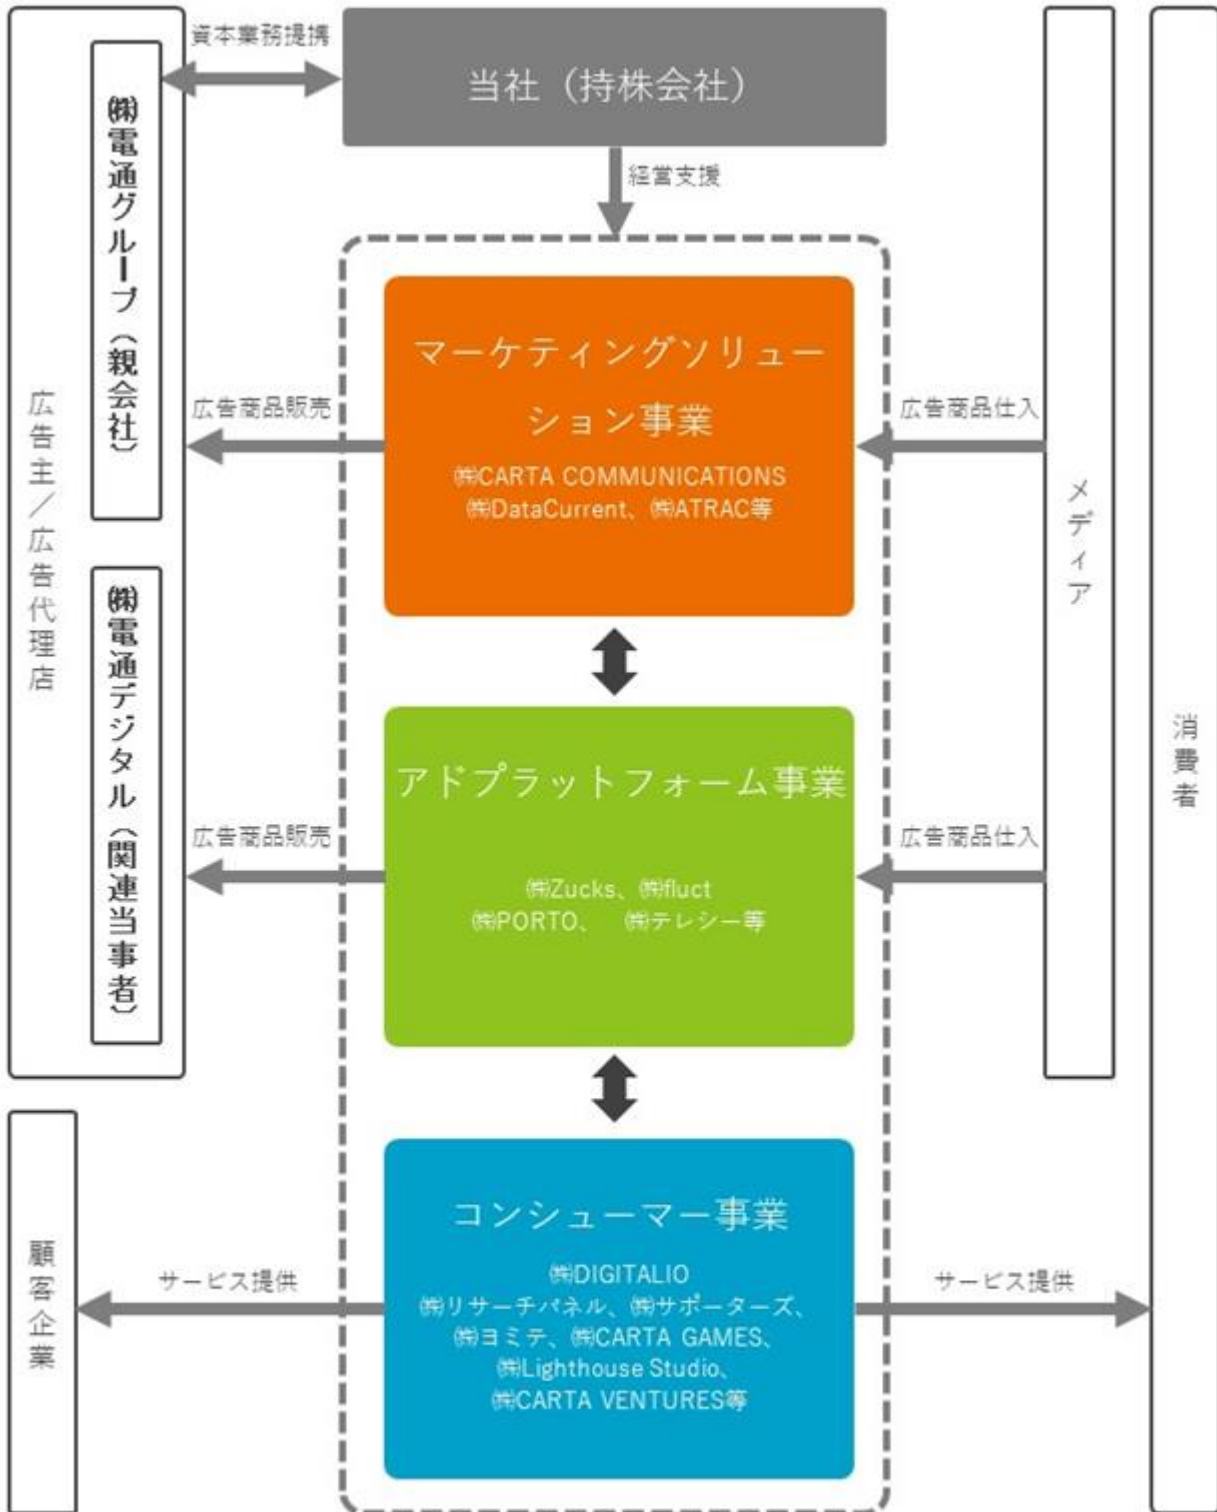 資本業務提携
当社（持株会社）
経営支援
広告主／広告代理店
㈱電通グループ（親会社）
㈱電通デジタル（関連当事者）
マーケティングソリュー
ション事業
㈱CARTA COMMUNICATIONS
㈱DataCurrent、㈱ATRAC等
広告商品販売
広告商品仕入
メディア
消費者
アドプラットフォーム事業
㈱Zucks、㈱fluct
㈱PORTO、　㈱テレシー等
広告商品販売
広告商品仕入
コンシューマー事業
㈱DIGITALIO
㈱リサーチパネル、㈱サポーターズ、
㈱ヨミテ、㈱CARTA GAMES、
㈱Lighthouse Studio、
㈱CARTA VENTURES等
顧客企業
サービス提供
サービス提供